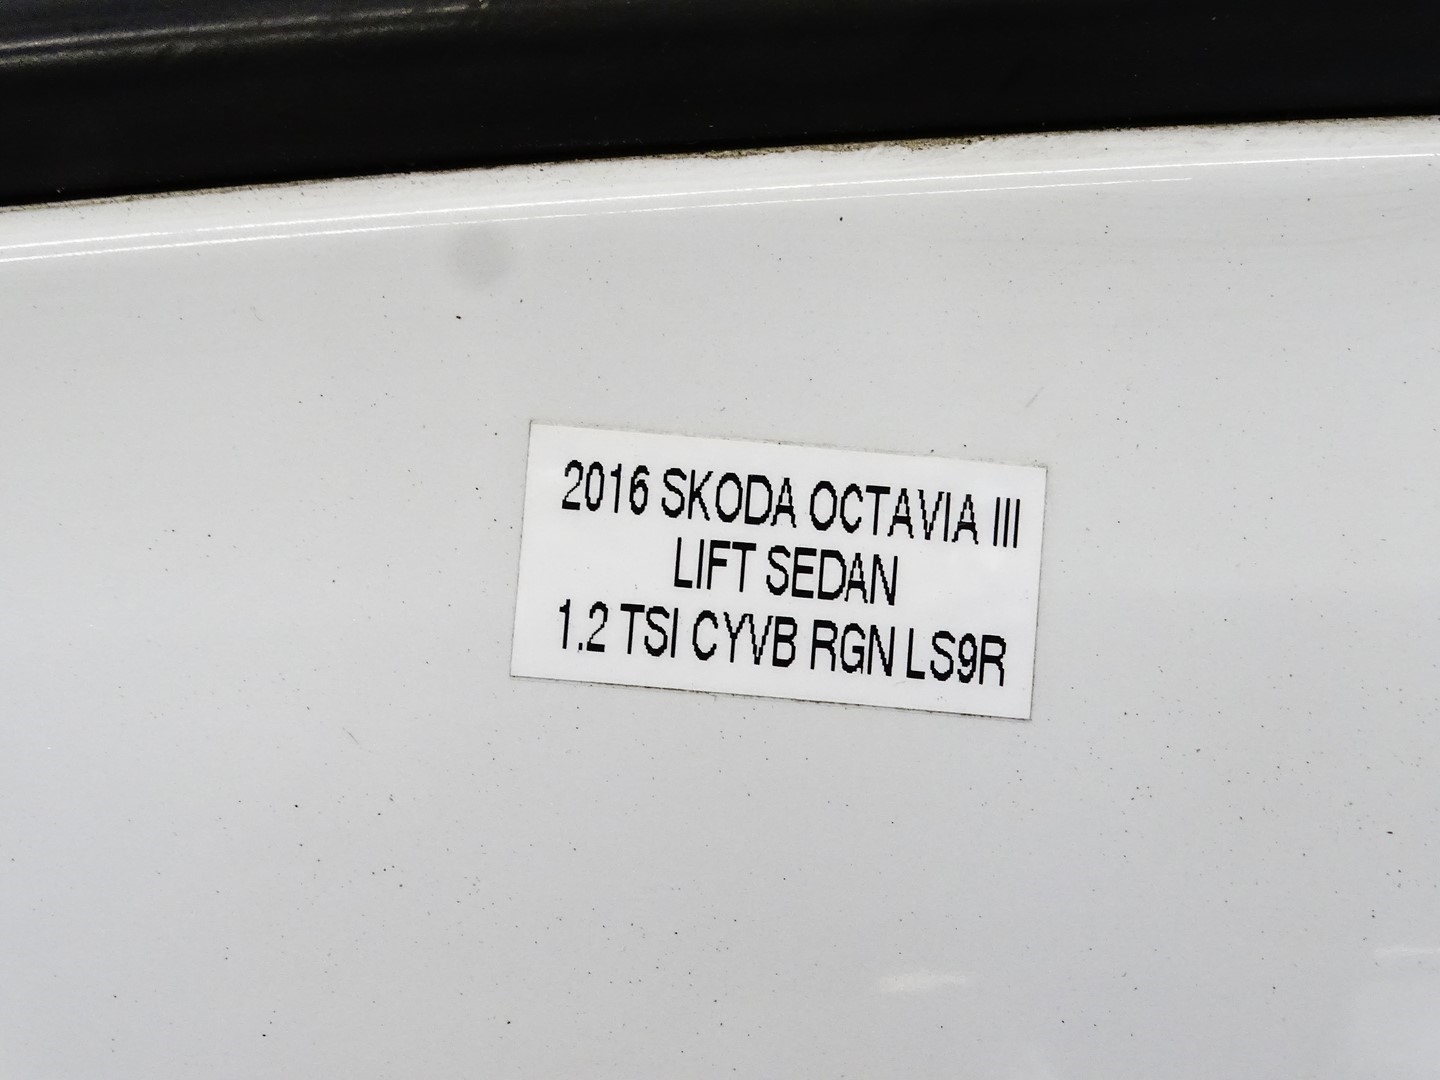 2016 SKODA OCTAVIA III
LIFT SEDAN
1.2 TSI CYVB RGN LS9R